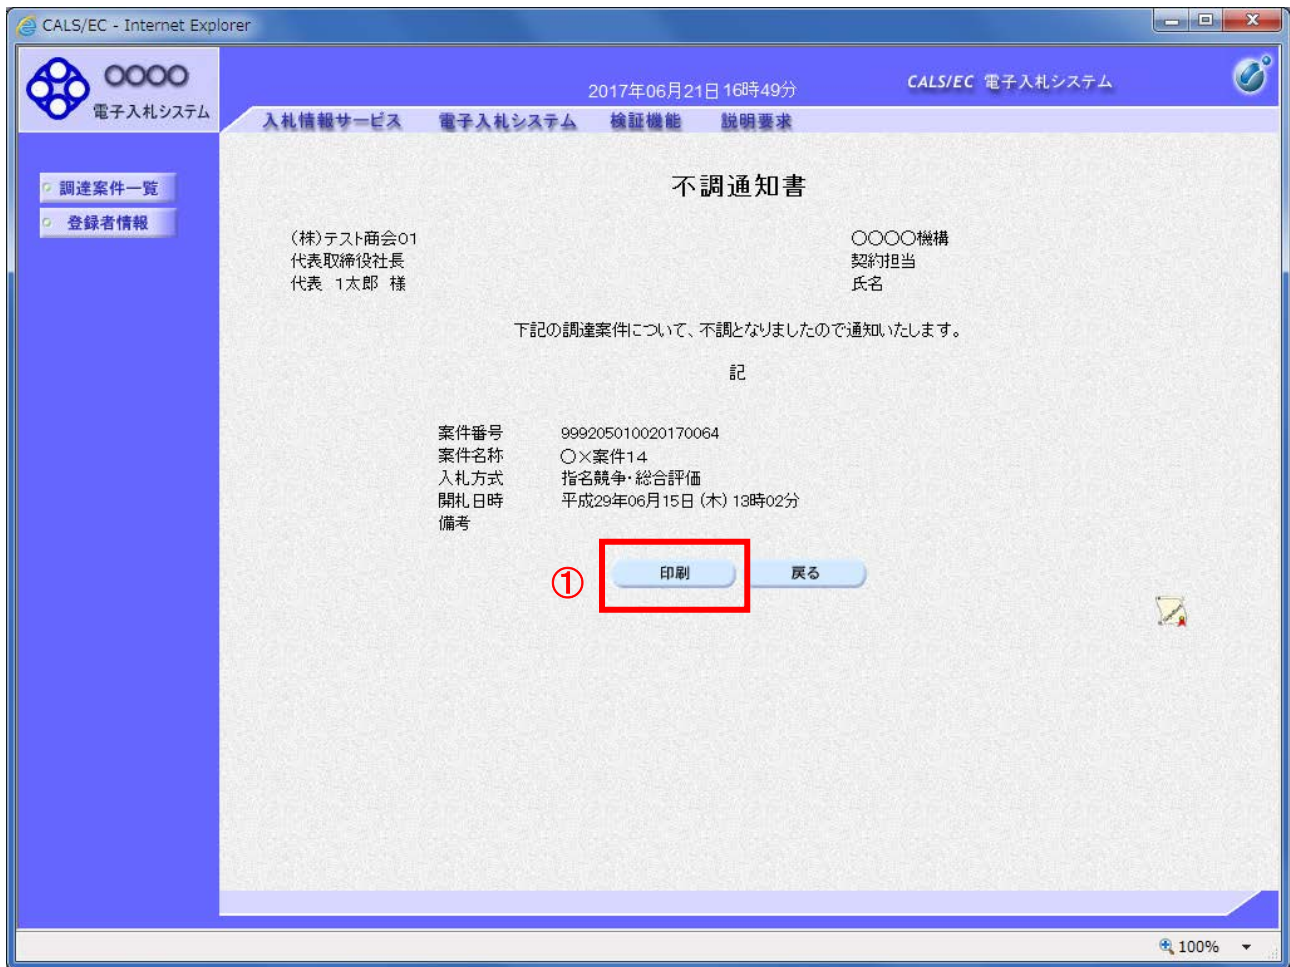 CALS/EC - Internet Explorer
○○○○
電子入札システム
2017年06月21日 16時49分
CALS/EC 電子入札システム
入札情報サービス 電子入札システム 検証機能 説明要求
調達案件一覧
登録者情報
不調通知書
(株)テスト商会01
代表取締役社長
代表 1太郎 様
○○○○機構
契約担当
氏名
下記の調達案件について、不調となりましたので通知いたします。
記
案件番号 999205010020170064
案件名称 ○×案件14
入札方式 指名競争・総合評価
開札日時 平成29年06月15日 (木) 13時02分
備考
①
印刷
戻る
100%